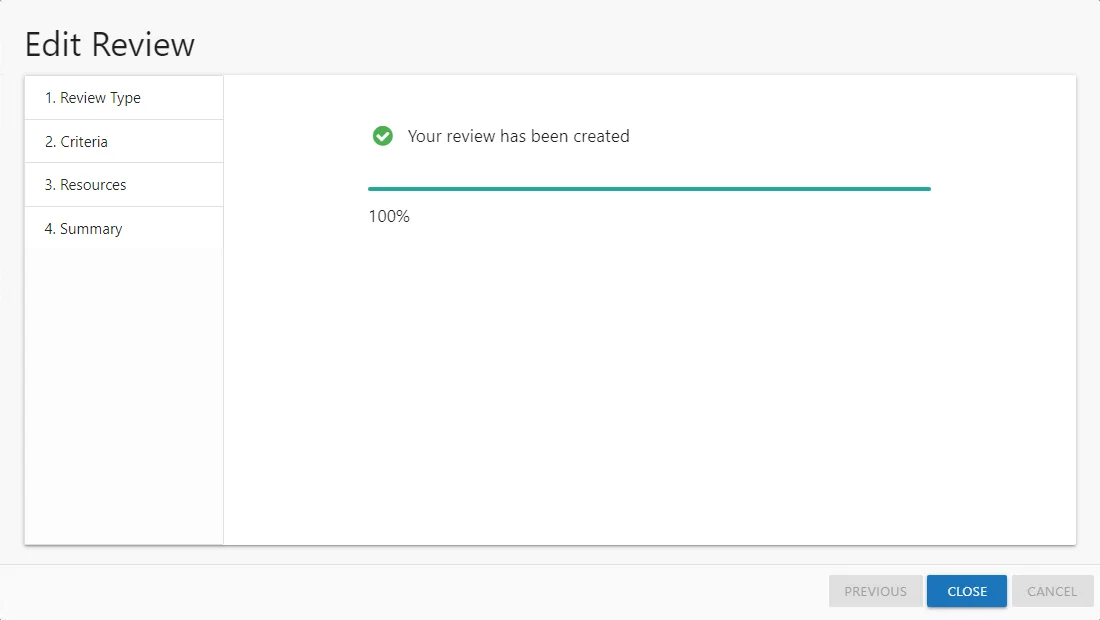 Edit Review
1. Review Type
2. Criteria
3. Resources
4. Summary
Your review has been created
100%
PREVIOUS
CLOSE
CANCEL